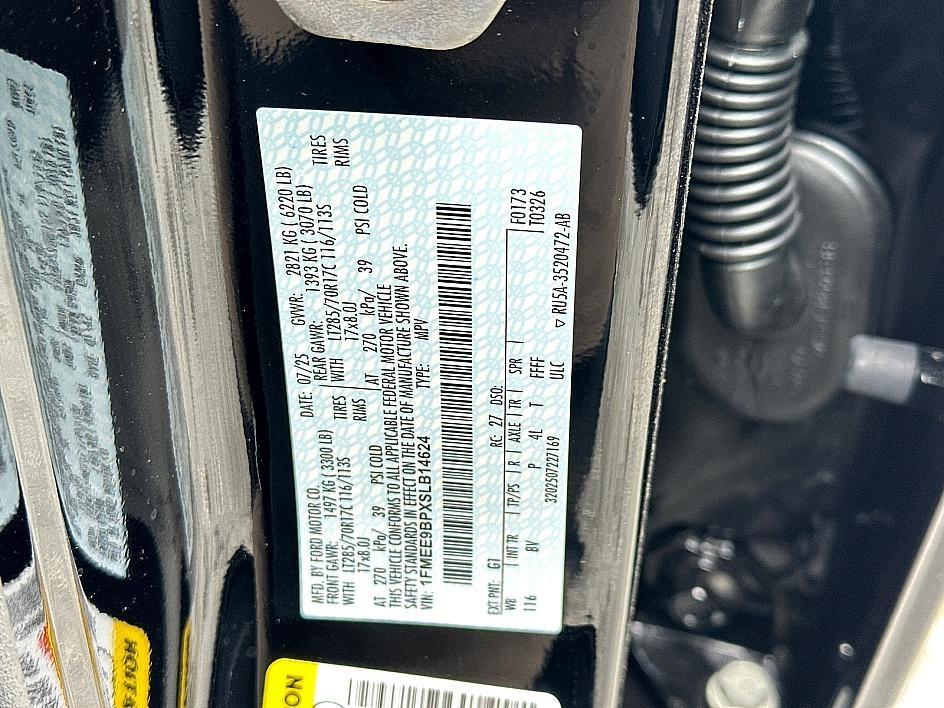 MFD. BY FORD MOTOR CO.
DATE: 07/25 GVWR: 2821 KG ( 6220 LB)
FRONT GAWR: 1497 KG ( 3300 LB) REAR GAWR: 1393 KG ( 3070 LB)
WITH LT285/70R17C 116/113S TIRES WITH LT285/70R17C 116/113S TIRES
17x8.0J RIMS 17x8.0J RIMS
AT 270 kPa/ 39 PSI COLD AT 270 kPa/ 39 PSI COLD
THIS VEHICLE CONFORMS TO ALL APPLICABLE FEDERAL MOTOR VEHICLE
SAFETY STANDARDS IN EFFECT ON THE DATE OF MANUFACTURE SHOWN ABOVE.
VIN: 1FMEE9BPXSLB14624 TYPE: MPV
EXT PNT: G1 RC: 27 DSO: F0173
WB INT TR TP/PS R AXLE TR SPR T0326
116 8V P 4L T FFFF
3202507227169 ULC ▽ RU5A-3520472-AB
ION